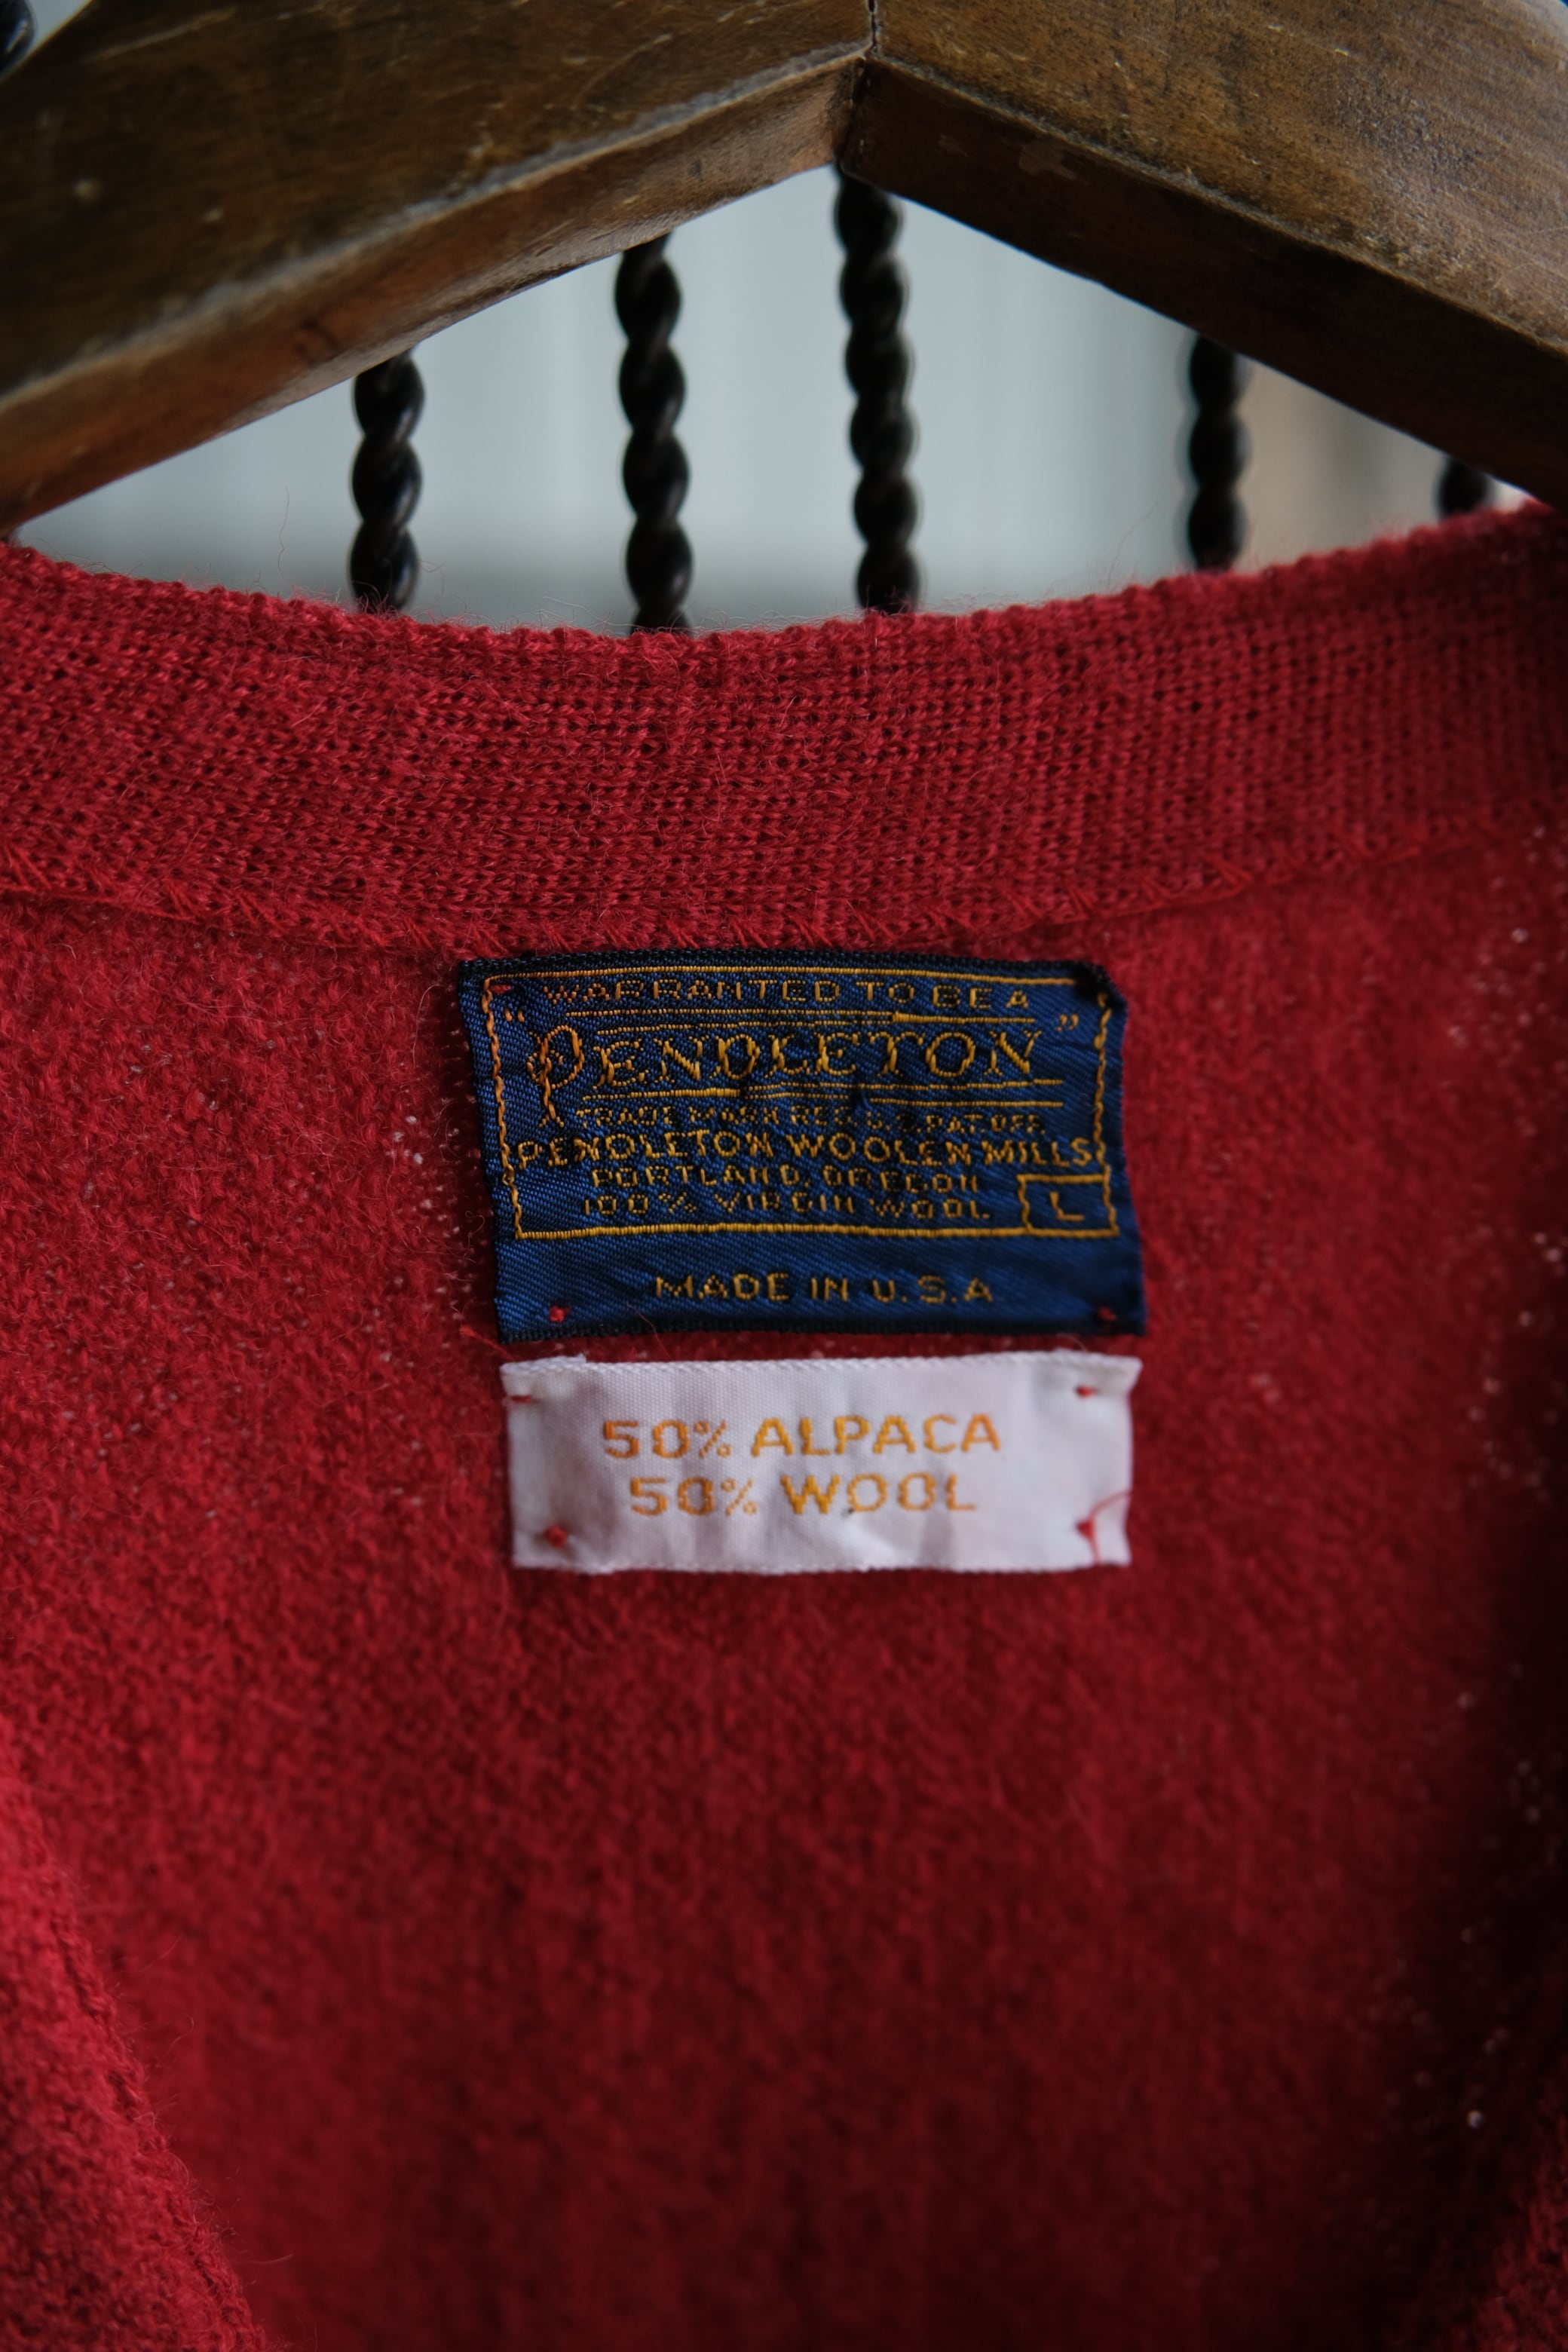 WARRANTED TO BE A
"PENDLETON"
TRADE MARK REG. U.S. PAT. OFF.
PENDLETON WOOLEN MILLS
PORTLAND, OREGON
100% VIRGIN WOOL L
MADE IN U.S.A
50% ALPACA
50% WOOL